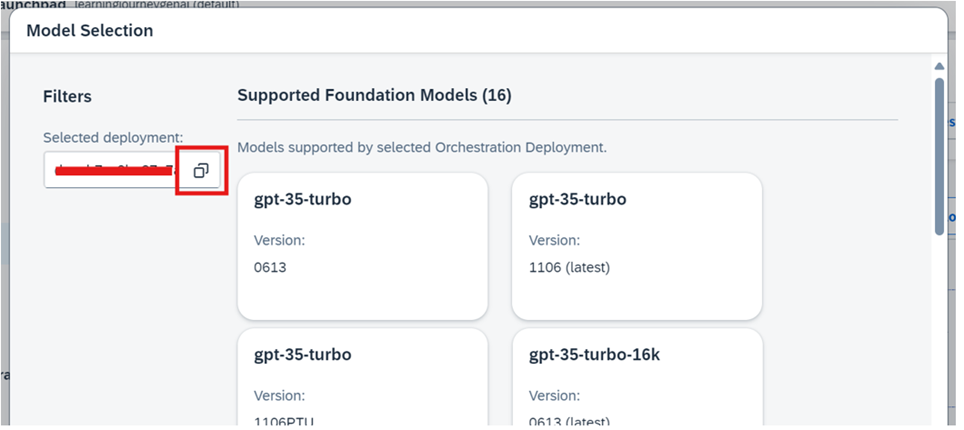 aunchpad learningjourneygenai (default)
Model Selection
Filters
Selected deployment:
Supported Foundation Models (16)
Models supported by selected Orchestration Deployment.
gpt-35-turbo
Version:
0613
gpt-35-turbo
Version:
1106 (latest)
gpt-35-turbo
Version:
1106PTU
gpt-35-turbo-16k
Version:
0613 (latest)